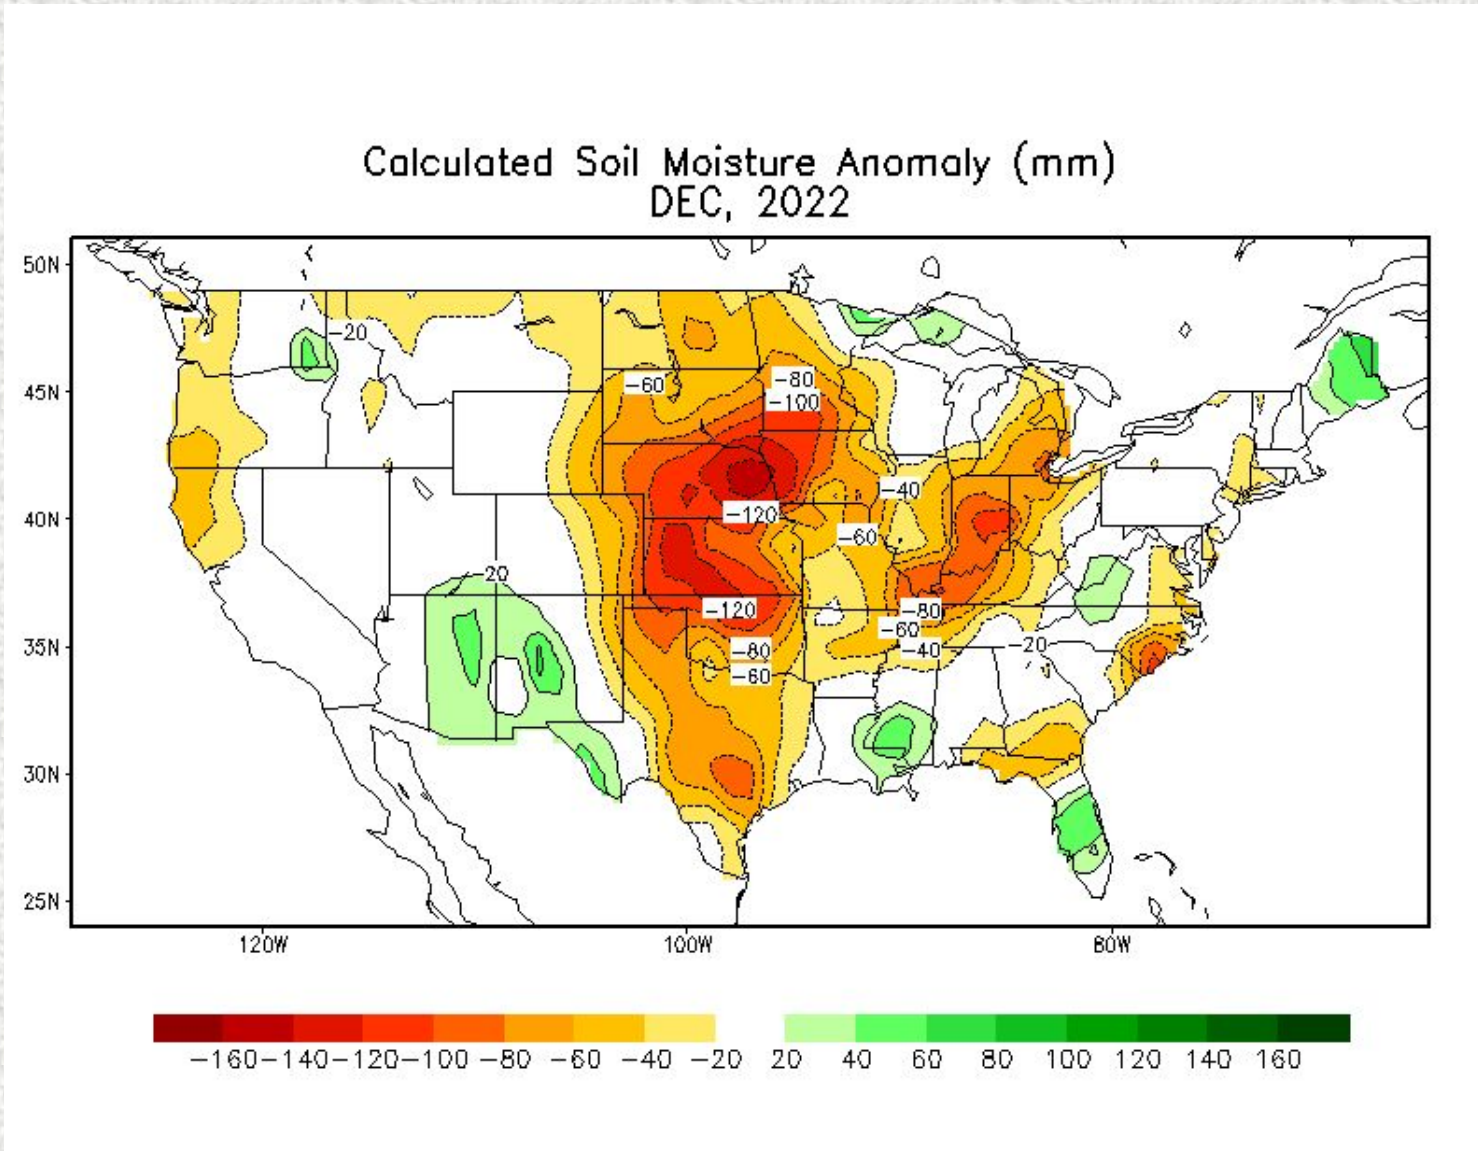 Calculated Soil Moisture Anomaly (mm)
DEC, 2022
50N
45N
40N
35N
30N
25N
−20
−60
−80
−100
−40
−120
−60
20
−120
−80
−60
−20
−40
−80
−60
120W
100W
80W
−160 −140 −120 −100 −80 −60 −40 −20 20 40 60 80 100 120 140 160